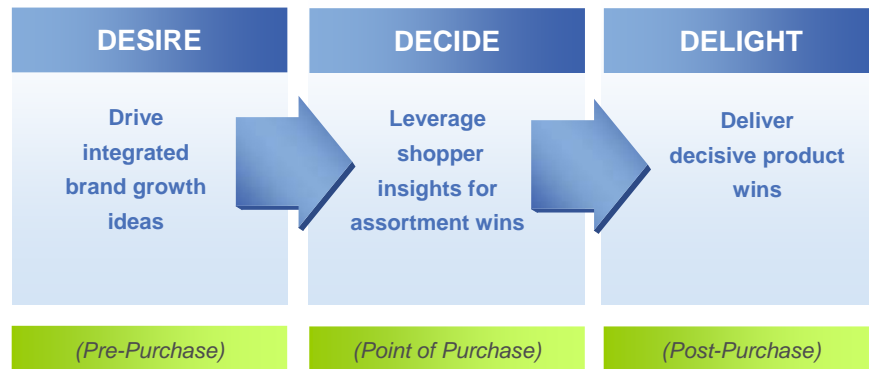 DESIRE
Drive
integrated
brand growth
ideas
(Pre-Purchase)
DECIDE
Leverage
shopper
insights for
assortment wins
(Point of Purchase)
DELIGHT
Deliver
decisive product
wins
(Post-Purchase)